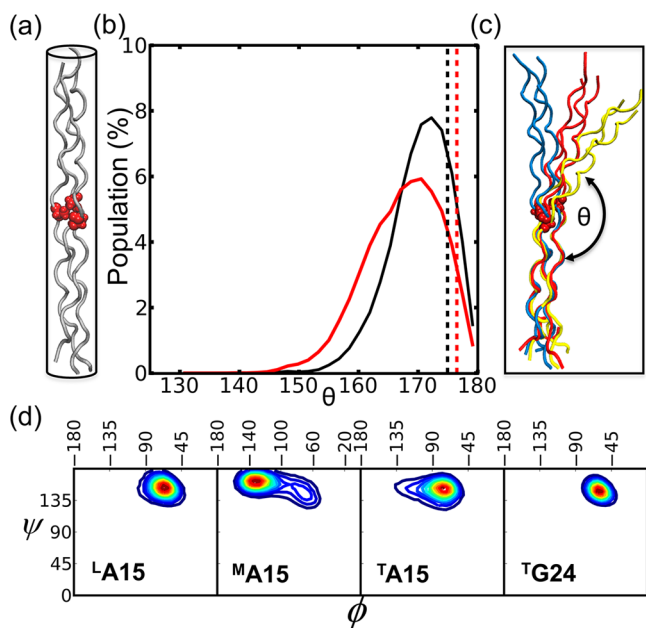 (a)
(b)
(c)
10
8
6
4
2
0
Population (%)
130
140
150
160
170
180
θ
θ
(d)
-180
-135
-90
-45
-180
-140
-100
-60
-20
-180
-135
-90
-45
-180
-135
-90
-45
135
90
45
0
ψ
ᴸA15
ᴹA15
ᵀA15
ᵀG24
ϕ